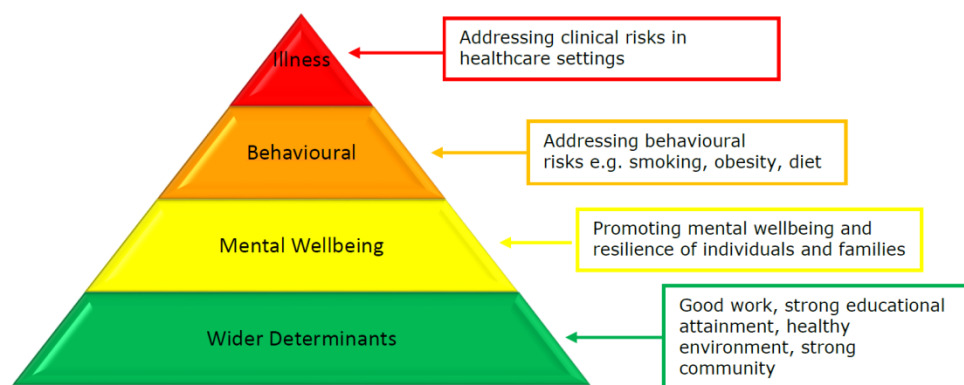 Illness
Addressing clinical risks in
healthcare settings
Behavioural
Addressing behavioural
risks e.g. smoking, obesity, diet
Mental Wellbeing
Promoting mental wellbeing and
resilience of individuals and families
Wider Determinants
Good work, strong educational
attainment, healthy
environment, strong
community